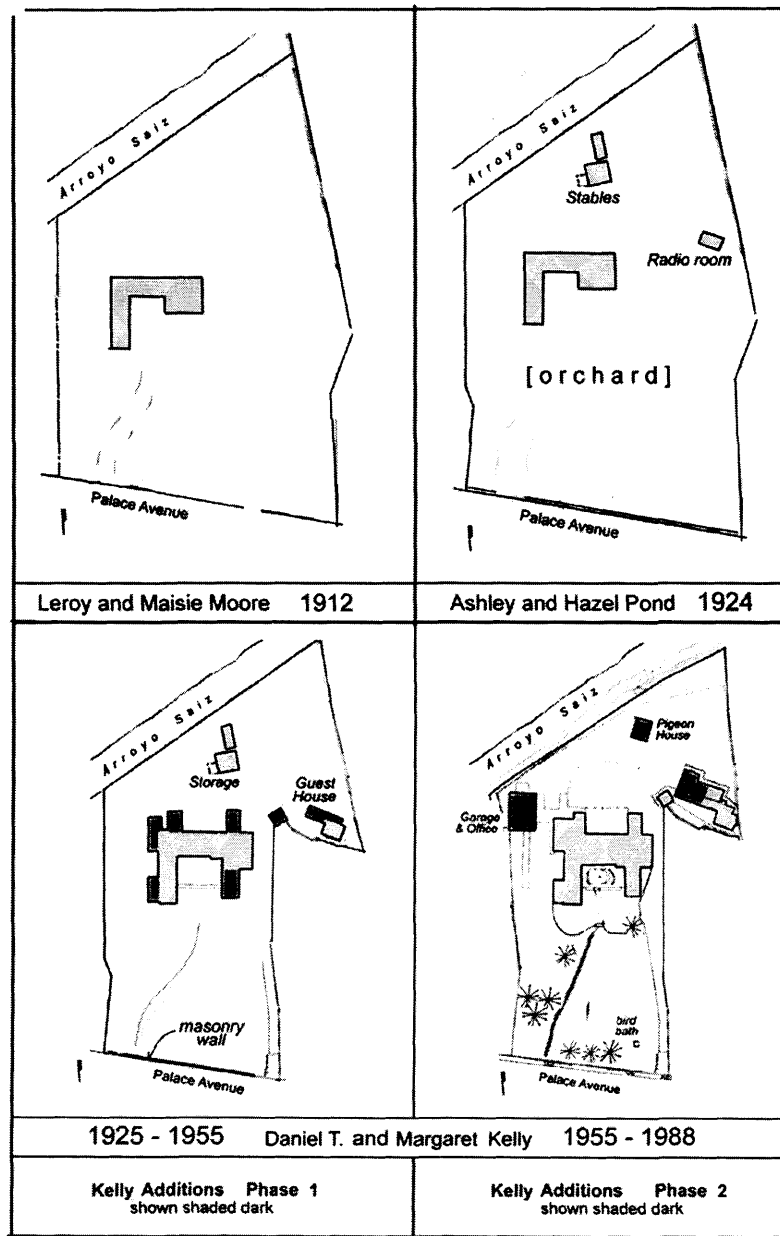 Arroyo Saiz
Palace Avenue
Leroy and Maisie Moore 1912
Arroyo Saiz
Stables
Radio room
[orchard]
Palace Avenue
Ashley and Hazel Pond 1924
Arroyo Saiz
Storage
Guest
House
masonry
wall
Palace Avenue
Arroyo Saiz
Pigeon
House
Garage
& Office
bird
bath
Palace Avenue
1925 - 1955 Daniel T. and Margaret Kelly 1955 - 1988
Kelly Additions Phase 1
shown shaded dark
Kelly Additions Phase 2
shown shaded dark